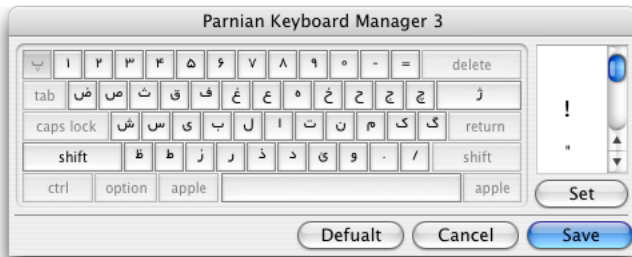 Parnian Keyboard Manager 3
پ ۱ ۲ ۳ ۴ ۵ ۶ ۷ ۸ ۹ ۰ - = delete
tab ض ص ث ق ف غ ع ه خ ح ج چ ژ
caps lock ش س ی ب ل ا ت ن م ک گ return
shift ظ ط ز ر ذ د ئ و . / shift
ctrl option apple apple
!
"
Set
Defualt Cancel Save